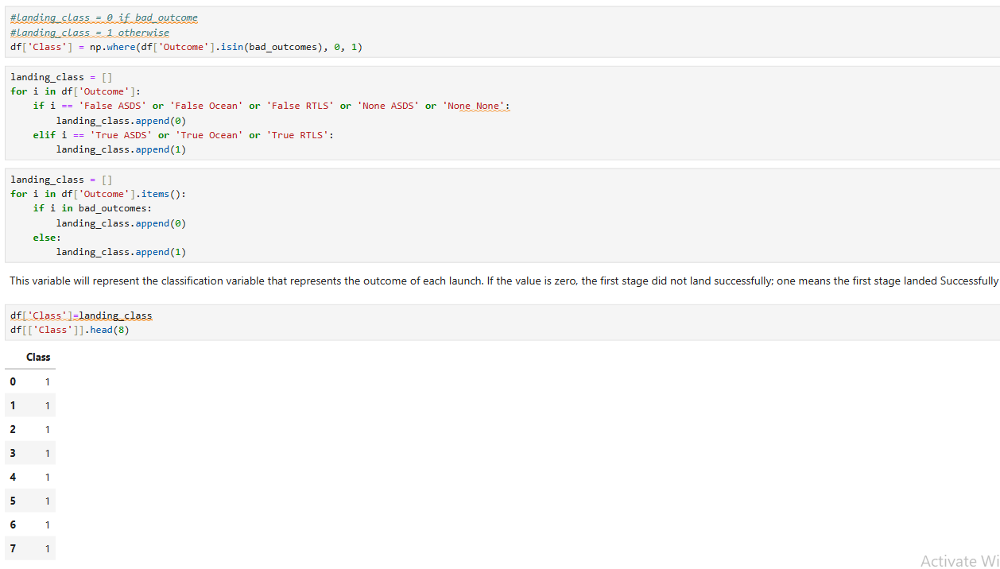 #landing_class = 0 if bad_outcome
#landing_class = 1 otherwise
df['Class'] = np.where(df['Outcome'].isin(bad_outcomes), 0, 1)
landing_class = []
for i in df['Outcome']:
    if i == 'False ASDS' or 'False Ocean' or 'False RTLS' or 'None ASDS' or 'None None':
        landing_class.append(0)
    elif i == 'True ASDS' or 'True Ocean' or 'True RTLS':
        landing_class.append(1)
landing_class = []
for i in df['Outcome'].items():
    if i in bad_outcomes:
        landing_class.append(0)
    else:
        landing_class.append(1)
This variable will represent the classification variable that represents the outcome of each launch. If the value is zero, the first stage did not land successfully; one means the first stage landed Successfully
df['Class']=landing_class
df[['Class']].head(8)
Class
0 1
1 1
2 1
3 1
4 1
5 1
6 1
7 1
Activate Wi